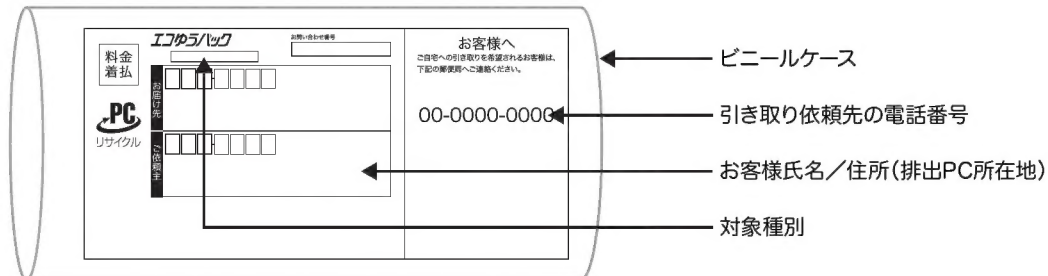 エコゆうパック
お問い合わせ番号
料金
着払
お届け先
PC
リサイクル
ご依頼主
お客様へ
ご自宅への引き取りを希望されるお客様は、
下記の郵便局へご連絡ください。
00-0000-0000
ビニールケース
引き取り依頼先の電話番号
お客様氏名／住所(排出PC所在地)
対象種別